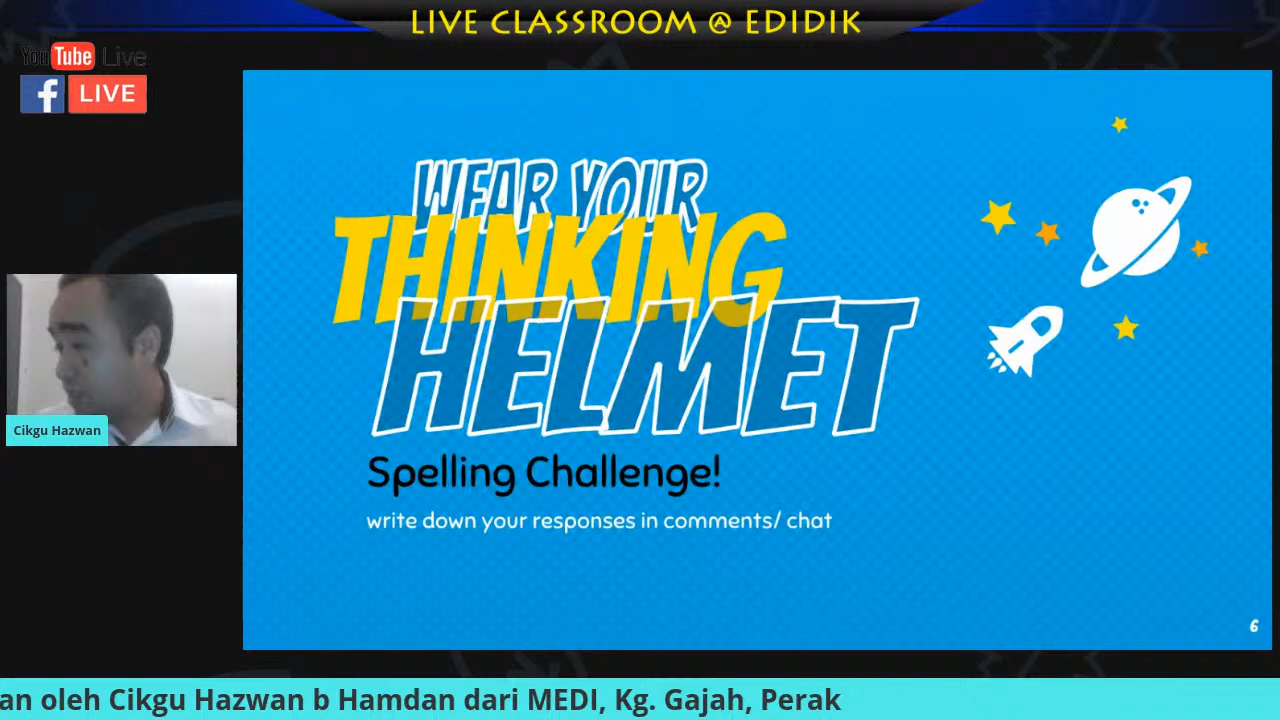 LIVE CLASSROOM @ EDIDIK
YouTube Live
f LIVE
WEAR YOUR
THINKING
HELMET
Spelling Challenge!
write down your responses in comments/ chat
Cikgu Hazwan
6
an oleh Cikgu Hazwan b Hamdan dari MEDI, Kg. Gajah, Perak